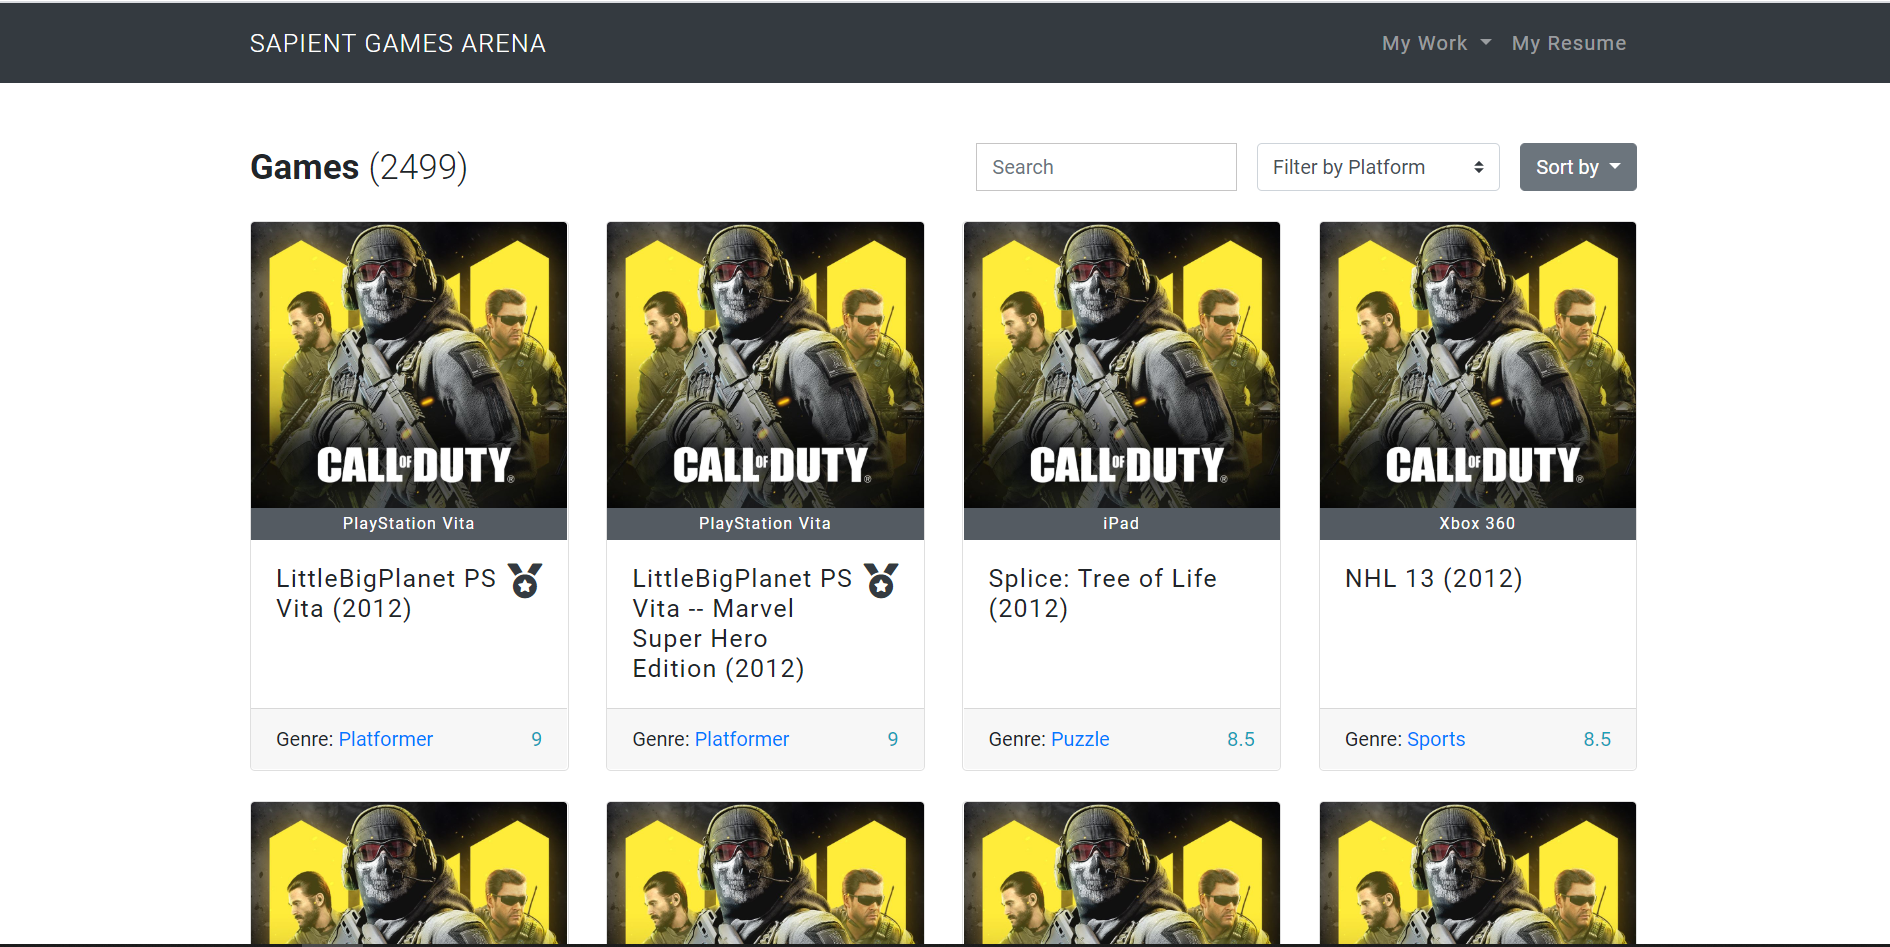 SAPIENT GAMES ARENA
My Work
My Resume
Games (2499)
Search
Filter by Platform
Sort by
CALL OF DUTY®
CALL OF DUTY®
CALL OF DUTY®
CALL OF DUTY®
PlayStation Vita
PlayStation Vita
iPad
Xbox 360
LittleBigPlanet PS
Vita (2012)
LittleBigPlanet PS
Vita -- Marvel
Super Hero
Edition (2012)
Splice: Tree of Life
(2012)
NHL 13 (2012)
Genre: Platformer 9
Genre: Platformer 9
Genre: Puzzle 8.5
Genre: Sports 8.5